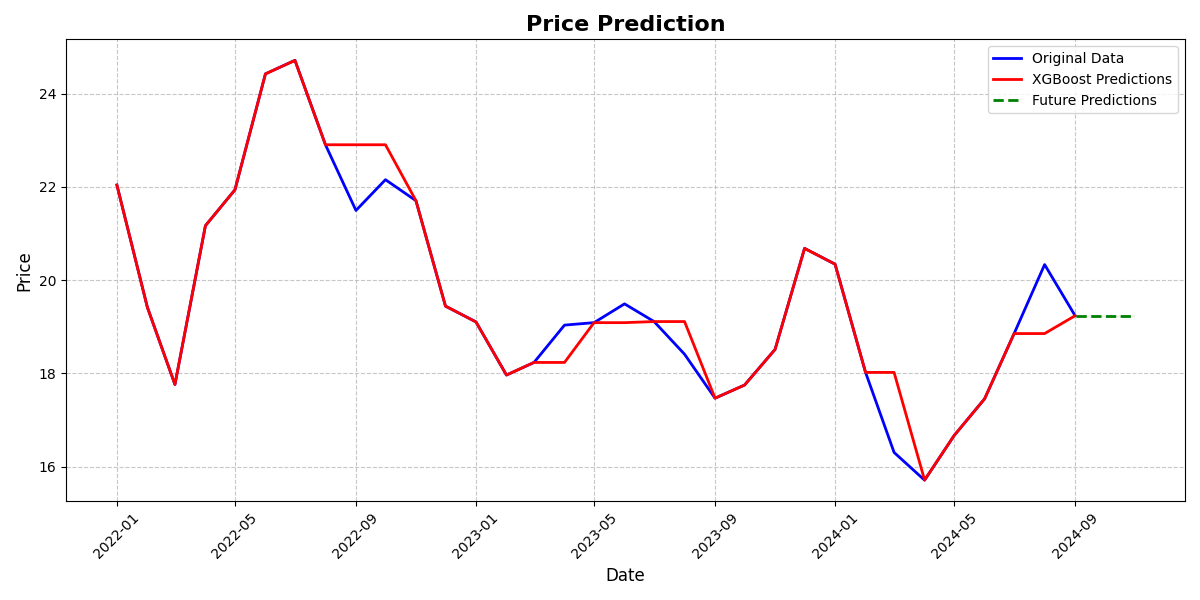 Price Prediction
Original Data
XGBoost Predictions
Future Predictions
Price
24
22
20
18
16
2022-01
2022-05
2022-09
2023-01
2023-05
2023-09
2024-01
2024-05
2024-09
Date